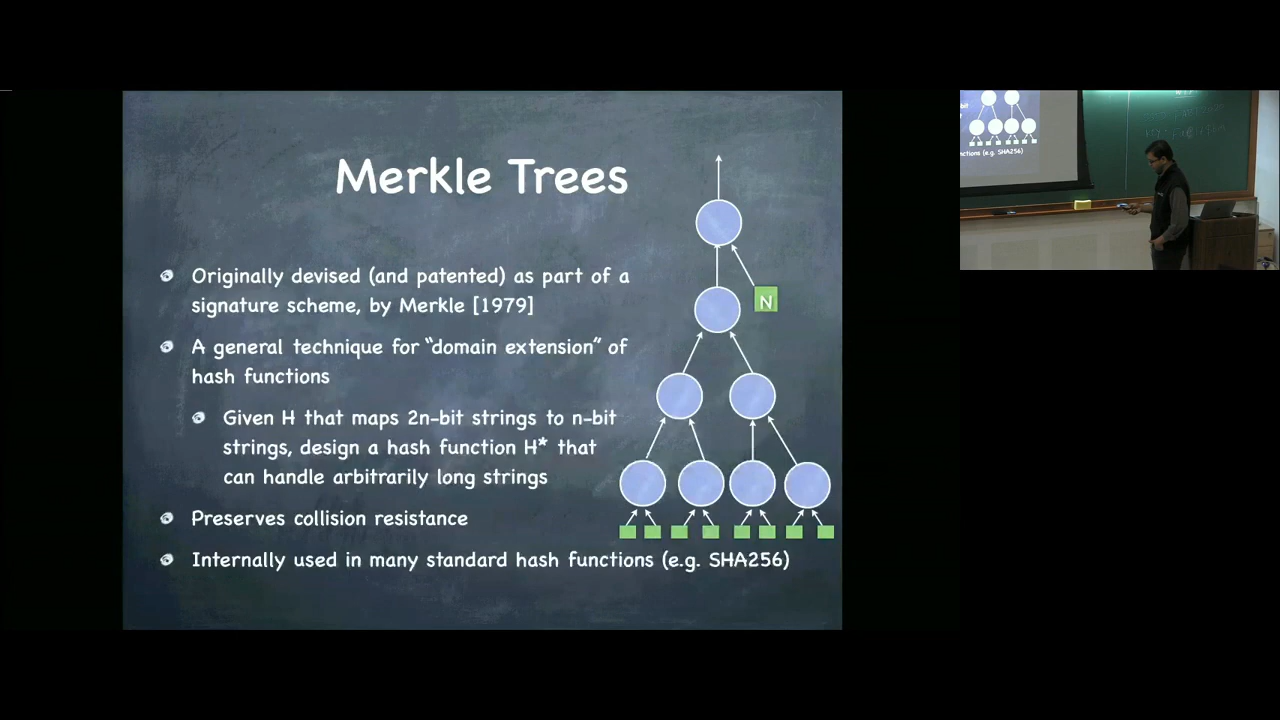 Merkle Trees
Originally devised (and patented) as part of a
signature scheme, by Merkle [1979]
A general technique for “domain extension” of
hash functions
Given H that maps 2n-bit strings to n-bit
strings, design a hash function H* that
can handle arbitrarily long strings
Preserves collision resistance
Internally used in many standard hash functions (e.g. SHA256)
N
nctions (e.g. SHA256)